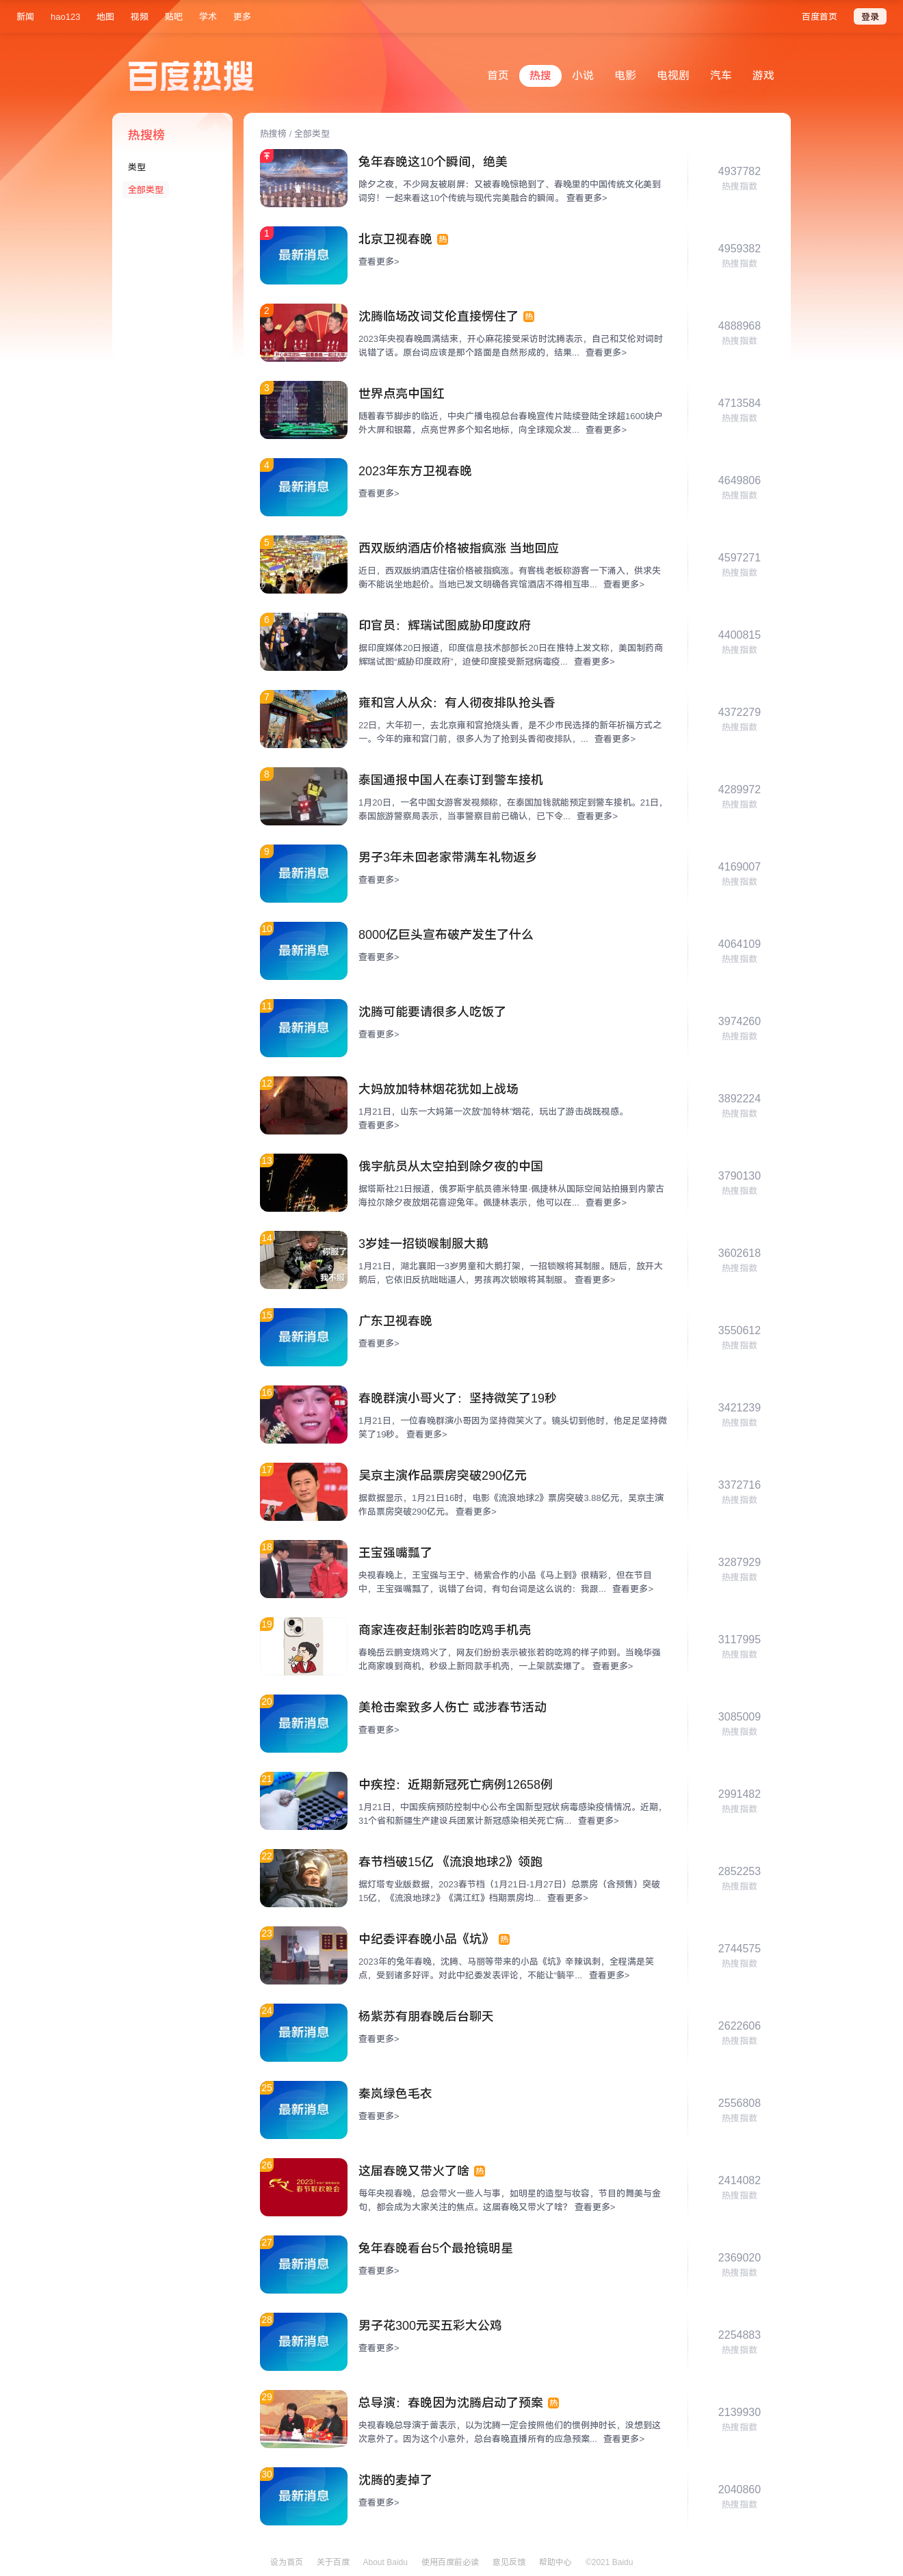 新闻 hao123 地图 视频 贴吧 学术 更多 百度首页 登录
百度热搜 首页 热搜 小说 电影 电视剧 汽车 游戏
热搜榜
类型
全部类型
热搜榜 / 全部类型
兔年春晚这10个瞬间，绝美
除夕之夜，不少网友被刷屏：又被春晚惊艳到了、春晚里的中国传统文化美到
词穷！一起来看这10个传统与现代完美融合的瞬间。 查看更多>
4937782
热搜指数
1
最新消息
北京卫视春晚 热
查看更多>
4959382
热搜指数
2
沈腾临场改词艾伦直接愣住了 热
2023年央视春晚圆满结束，开心麻花接受采访时沈腾表示，自己和艾伦对词时
说错了话。原台词应该是那个路面是自然形成的，结果... 查看更多>
4888968
热搜指数
3
世界点亮中国红
随着春节脚步的临近，中央广播电视总台春晚宣传片陆续登陆全球超1600块户
外大屏和银幕，点亮世界多个知名地标，向全球观众发... 查看更多>
4713584
热搜指数
4
最新消息
2023年东方卫视春晚
查看更多>
4649806
热搜指数
5
西双版纳酒店价格被指疯涨 当地回应
近日，西双版纳酒店住宿价格被指疯涨。有客栈老板称游客一下涌入，供求失
衡不能说坐地起价。当地已发文明确各宾馆酒店不得相互串... 查看更多>
4597271
热搜指数
6
印官员：辉瑞试图威胁印度政府
据印度媒体20日报道，印度信息技术部部长20日在推特上发文称，美国制药商
辉瑞试图“威胁印度政府”，迫使印度接受新冠病毒疫... 查看更多>
4400815
热搜指数
7
雍和宫人从众：有人彻夜排队抢头香
22日，大年初一，去北京雍和宫抢烧头香，是不少市民选择的新年祈福方式之
一。今年的雍和宫门前，很多人为了抢到头香彻夜排队，... 查看更多>
4372279
热搜指数
8
泰国通报中国人在泰订到警车接机
1月20日，一名中国女游客发视频称，在泰国加钱就能预定到警车接机。21日，
泰国旅游警察局表示，当事警察目前已确认，已下令... 查看更多>
4289972
热搜指数
9
最新消息
男子3年未回老家带满车礼物返乡
查看更多>
4169007
热搜指数
10
最新消息
8000亿巨头宣布破产发生了什么
查看更多>
4064109
热搜指数
11
最新消息
沈腾可能要请很多人吃饭了
查看更多>
3974260
热搜指数
12
大妈放加特林烟花犹如上战场
1月21日，山东一大妈第一次放“加特林”烟花，玩出了游击战既视感。
查看更多>
3892224
热搜指数
13
俄宇航员从太空拍到除夕夜的中国
据塔斯社21日报道，俄罗斯宇航员德米特里·佩捷林从国际空间站拍摄到内蒙古
海拉尔除夕夜放烟花喜迎兔年。佩捷林表示，他可以在... 查看更多>
3790130
热搜指数
14
你服了
我不服
3岁娃一招锁喉制服大鹅
1月21日，湖北襄阳一3岁男童和大鹅打架，一招锁喉将其制服。随后，放开大
鹅后，它依旧反抗咄咄逼人，男孩再次锁喉将其制服。 查看更多>
3602618
热搜指数
15
最新消息
广东卫视春晚
查看更多>
3550612
热搜指数
16
春晚群演小哥火了：坚持微笑了19秒
1月21日，一位春晚群演小哥因为坚持微笑火了。镜头切到他时，他足足坚持微
笑了19秒。 查看更多>
3421239
热搜指数
17
吴京主演作品票房突破290亿元
据数据显示，1月21日16时，电影《流浪地球2》票房突破3.88亿元，吴京主演
作品票房突破290亿元。 查看更多>
3372716
热搜指数
18
王宝强嘴瓢了
央视春晚上，王宝强与王宁、杨紫合作的小品《马上到》很精彩，但在节目
中，王宝强嘴瓢了，说错了台词，有句台词是这么说的：我跟... 查看更多>
3287929
热搜指数
19
商家连夜赶制张若昀吃鸡手机壳
春晚岳云鹏变烧鸡火了，网友们纷纷表示被张若昀吃鸡的样子帅到。当晚华强
北商家嗅到商机，秒级上新同款手机壳，一上架就卖爆了。 查看更多>
3117995
热搜指数
20
最新消息
美枪击案致多人伤亡 或涉春节活动
查看更多>
3085009
热搜指数
21
中疾控：近期新冠死亡病例12658例
1月21日，中国疾病预防控制中心公布全国新型冠状病毒感染疫情情况。近期，
31个省和新疆生产建设兵团累计新冠感染相关死亡病... 查看更多>
2991482
热搜指数
22
春节档破15亿 《流浪地球2》领跑
据灯塔专业版数据，2023春节档（1月21日-1月27日）总票房（含预售）突破
15亿，《流浪地球2》《满江红》档期票房均... 查看更多>
2852253
热搜指数
23
中纪委评春晚小品《坑》 热
2023年的兔年春晚，沈腾、马丽等带来的小品《坑》辛辣讽刺，全程满是笑
点，受到诸多好评。对此中纪委发表评论，不能让“躺平... 查看更多>
2744575
热搜指数
24
最新消息
杨紫苏有朋春晚后台聊天
查看更多>
2622606
热搜指数
25
最新消息
秦岚绿色毛衣
查看更多>
2556808
热搜指数
26
2023
春节联欢晚会
这届春晚又带火了啥 热
每年央视春晚，总会带火一些人与事，如明星的造型与妆容，节目的舞美与金
句，都会成为大家关注的焦点。这届春晚又带火了啥？ 查看更多>
2414082
热搜指数
27
最新消息
兔年春晚看台5个最抢镜明星
查看更多>
2369020
热搜指数
28
最新消息
男子花300元买五彩大公鸡
查看更多>
2254883
热搜指数
29
总导演：春晚因为沈腾启动了预案 热
央视春晚总导演于蕾表示，以为沈腾一定会按照他们的惯例抻时长，没想到这
次意外了。因为这个小意外，总台春晚直播所有的应急预案... 查看更多>
2139930
热搜指数
30
最新消息
沈腾的麦掉了
查看更多>
2040860
热搜指数
设为首页 关于百度 About Baidu 使用百度前必读 意见反馈 帮助中心 ©2021 Baidu